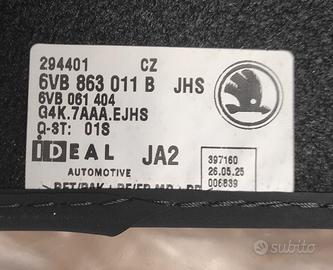 294401 CZ
6VB 863 011 B JHS
6VB 061 404
G4K.7AAA.EJHS
Q-3T: 01S
IDEAL JA2
AUTOMOTIVE
397160
26.05.25
006839
subito